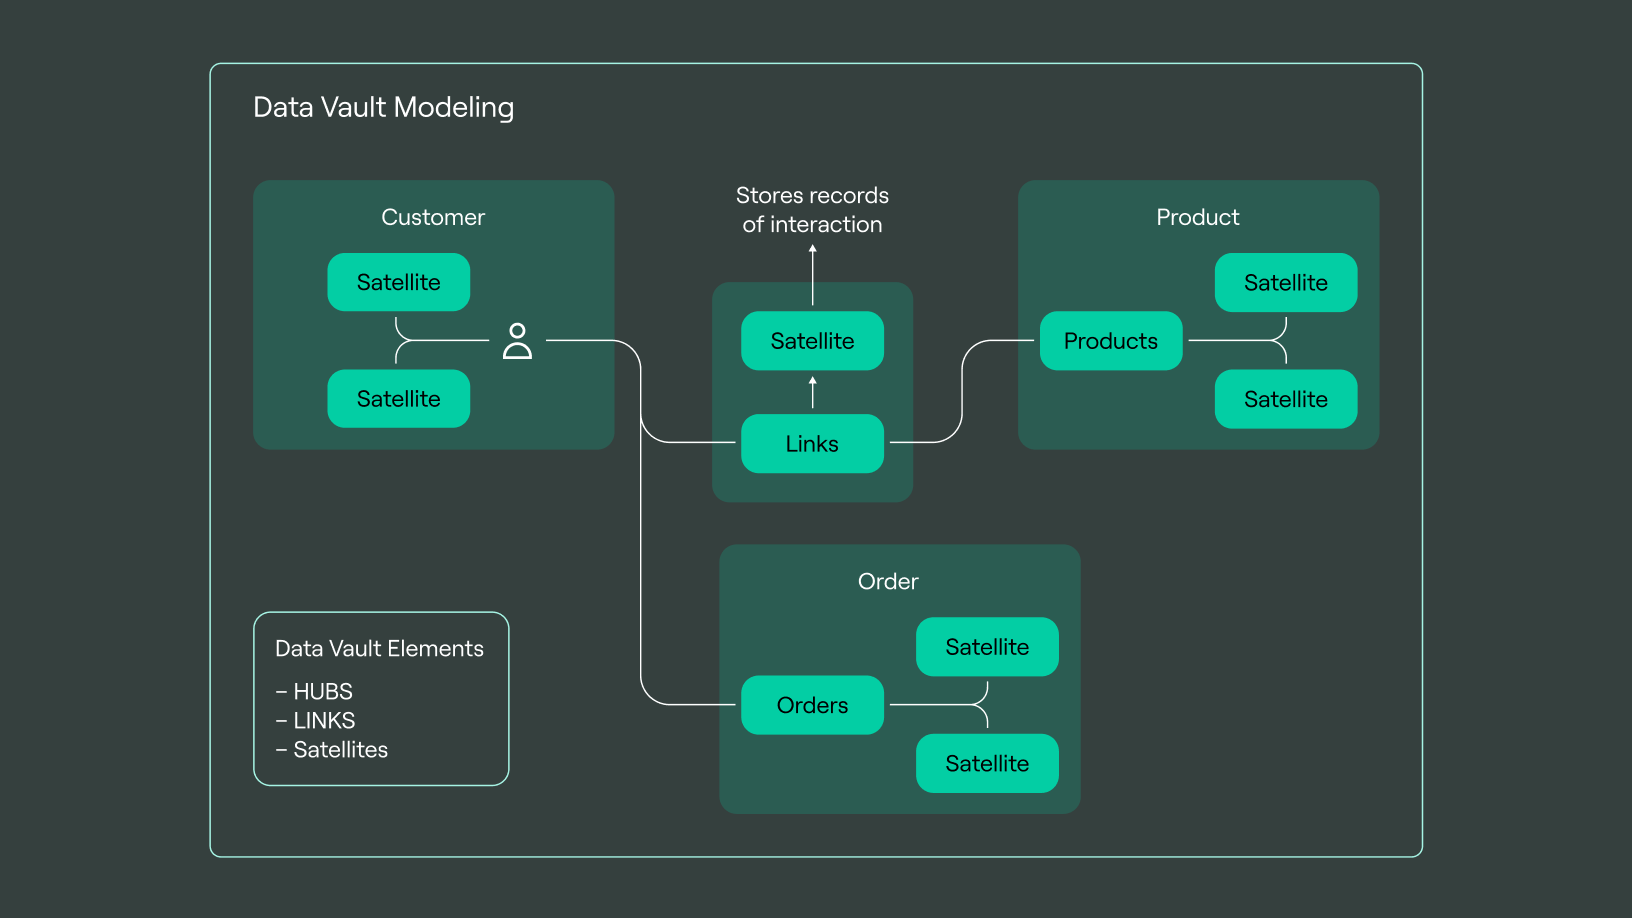 Data Vault Modeling
Customer
Satellite
Satellite
Stores records
of interaction
Satellite
Links
Product
Products
Satellite
Satellite
Order
Orders
Satellite
Satellite
Data Vault Elements
– HUBS
– LINKS
– Satellites